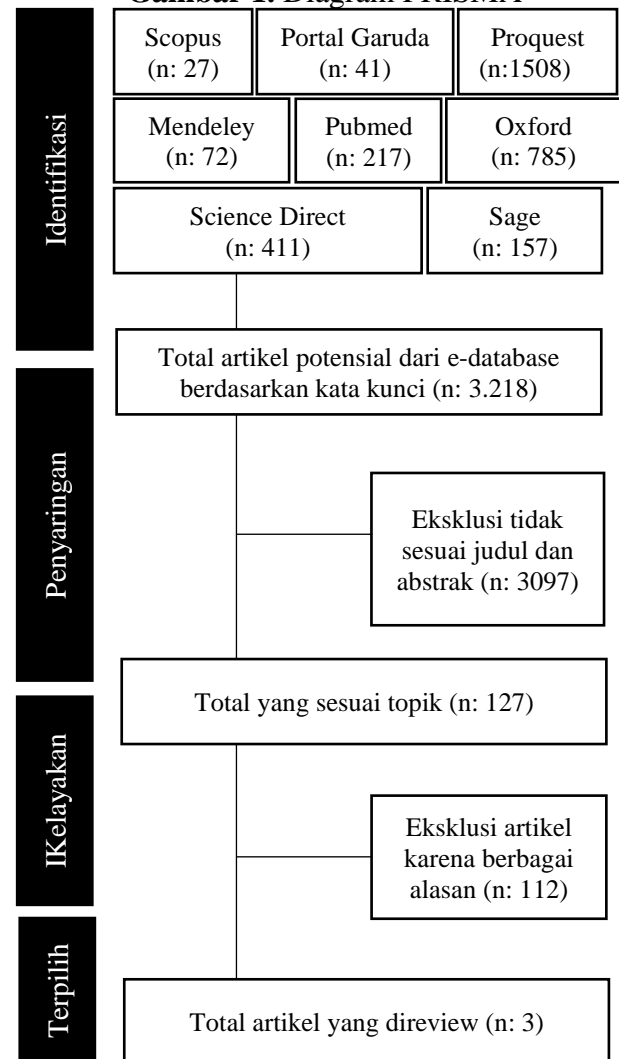 Gambar 1. Diagram PRISMA
Identifikasi
Scopus
(n: 27)
Portal Garuda
(n: 41)
Proquest
(n:1508)
Mendeley
(n: 72)
Pubmed
(n: 217)
Oxford
(n: 785)
Science Direct
(n: 411)
Sage
(n: 157)
Total artikel potensial dari e-database
berdasarkan kata kunci (n: 3.218)
Penyaringan
Eksklusi tidak
sesuai judul dan
abstrak (n: 3097)
Total yang sesuai topik (n: 127)
IKelayakan
Eksklusi artikel
karena berbagai
alasan (n: 112)
Terpilih
Total artikel yang direview (n: 3)